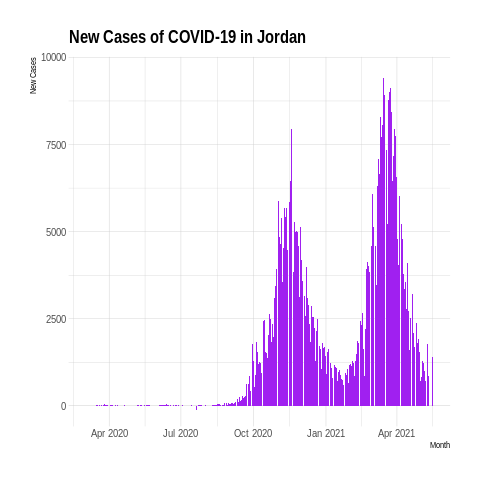 New Cases of COVID-19 in Jordan
New Cases
10000
7500
5000
2500
0
Apr 2020 Jul 2020 Oct 2020 Jan 2021 Apr 2021
Month